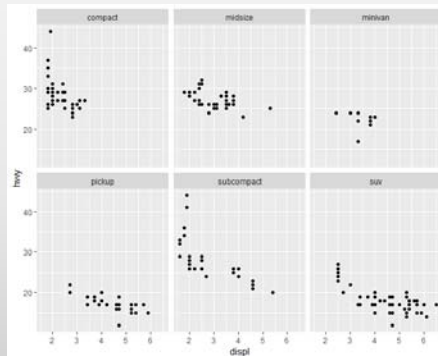 compact midsize minivan
40
30
20
pickup subcompact suv
hwy
40
30
20
2 3 4 5 6 2 3 4 5 6 2 3 4 5 6
displ